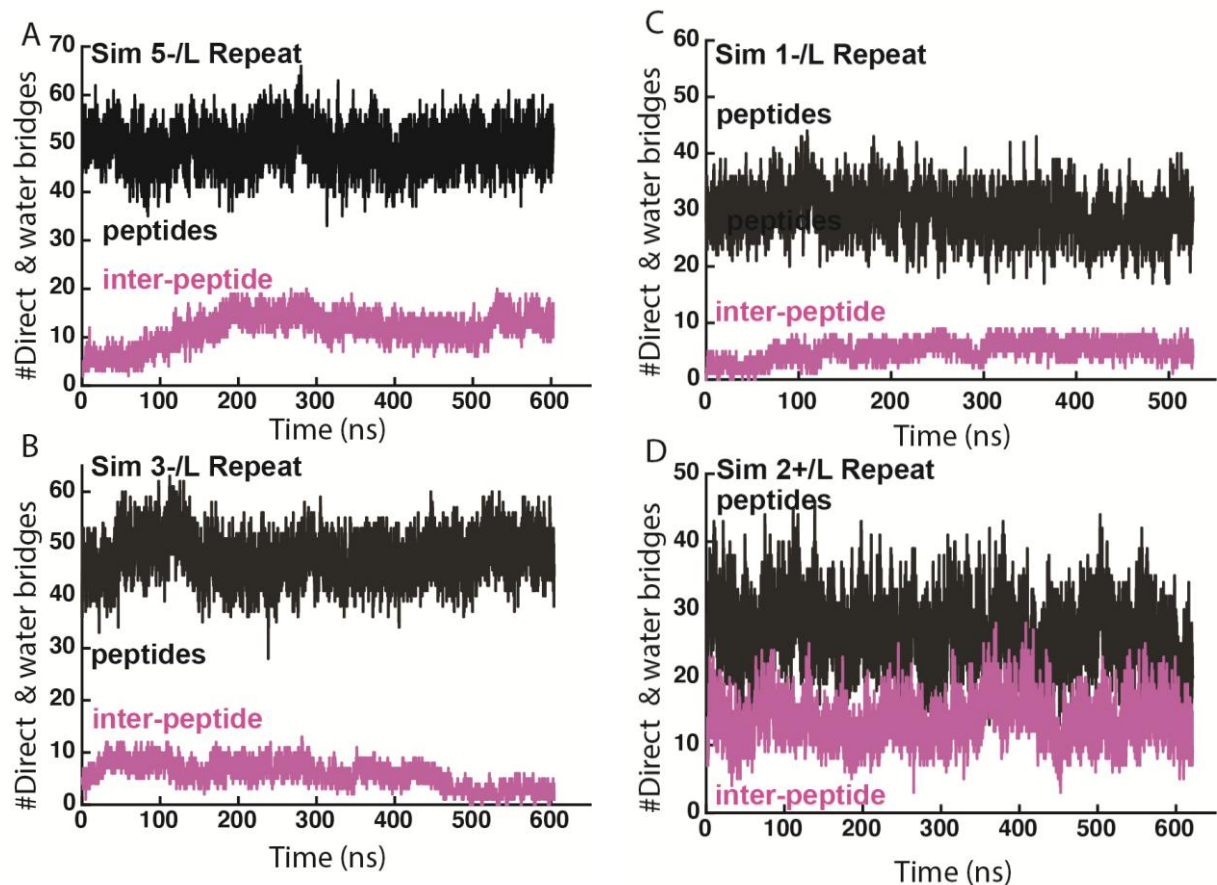 A
Sim 5-/L Repeat
#Direct & water bridges
70
60
50
40
30
20
10
0
peptides
inter-peptide
0 100 200 300 400 500 600
Time (ns)
B
Sim 3-/L Repeat
#Direct & water bridges
60
50
40
30
20
10
0
peptides
inter-peptide
0 100 200 300 400 500 600
Time (ns)
C
Sim 1-/L Repeat
#Direct & water bridges
60
50
40
30
20
10
0
peptides
peptides
inter-peptide
0 100 200 300 400 500
Time (ns)
D
Sim 2+/L Repeat
peptides
#Direct & water bridges
50
40
30
20
10
0
inter-peptide
0 100 200 300 400 500 600
Time (ns)